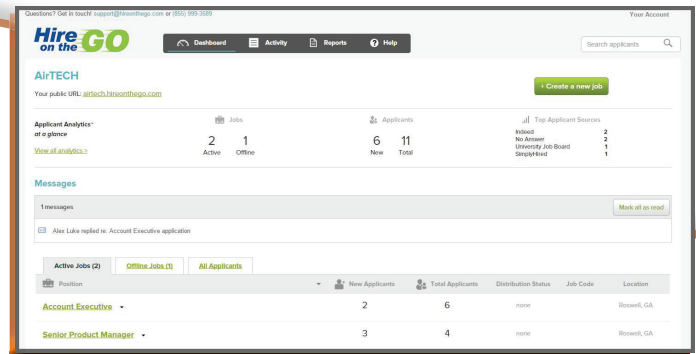 Questions? Get in touch! support@hireonthego.com or (855) 999-3589 Your Account
Hire on the GO
Dashboard Activity Reports Help
Search applicants
AirTECH
+ Create a new job
Your public URL: airtech.hireonthego.com
Applicant Analytics*
at a glance
View all analytics >
Jobs
2 1
Active Offline
Applicants
6 11
New Total
Top Applicant Sources
Indeed 2
No Answer 2
University Job Board 1
SimplyHired 1
Messages
1 messages Mark all as read
Alex Luke replied re: Account Executive application
Active Jobs (2) Offline Jobs (1) All Applicants
Position New Applicants Total Applicants Distribution Status Job Code Location
Account Executive 2 6 none Roswell, GA
Senior Product Manager 3 4 none Roswell, GA